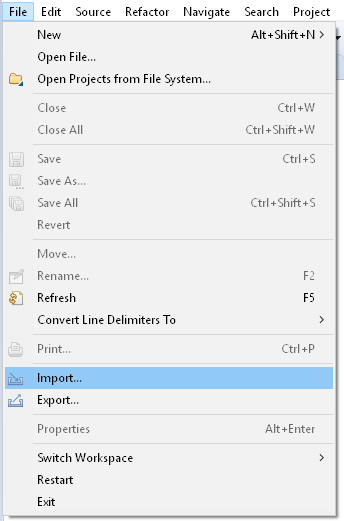 File Edit Source Refactor Navigate Search Project
New Alt+Shift+N >
Open File...
Open Projects from File System...
Close Ctrl+W
Close All Ctrl+Shift+W
Save Ctrl+S
Save As...
Save All Ctrl+Shift+S
Revert
Move...
Rename... F2
Refresh F5
Convert Line Delimiters To >
Print... Ctrl+P
Import...
Export...
Properties Alt+Enter
Switch Workspace >
Restart
Exit